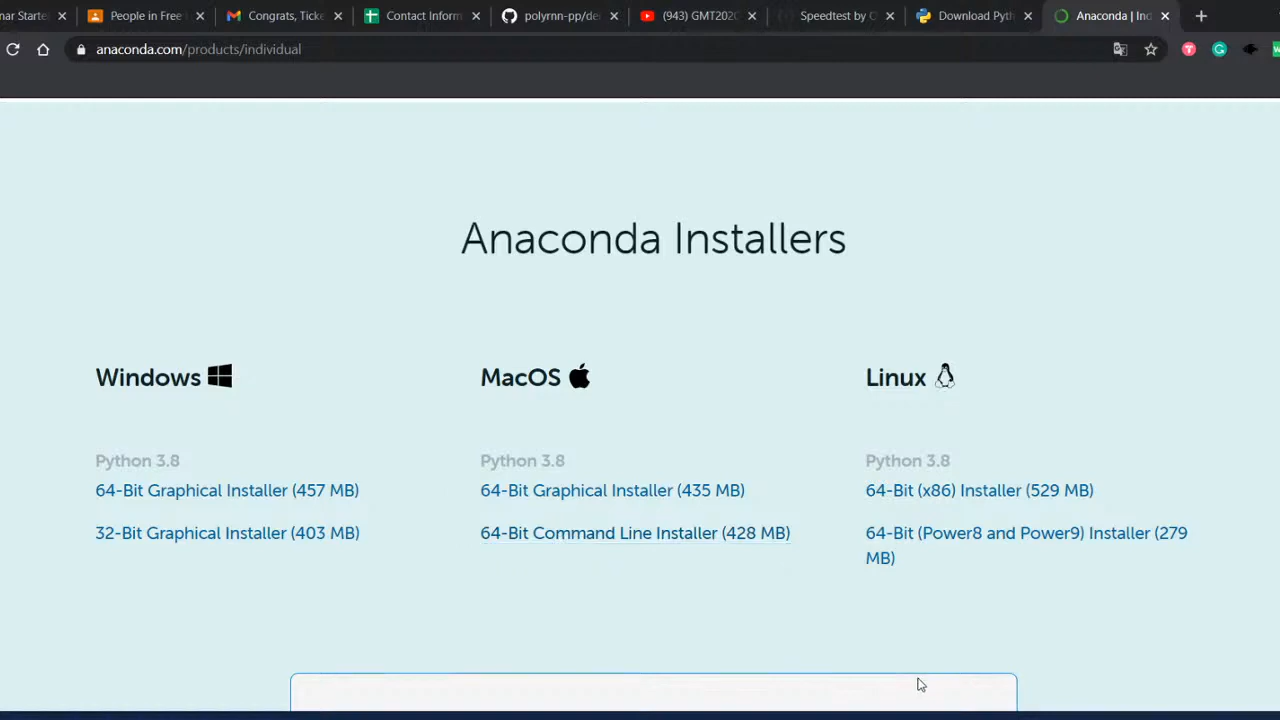 ar Starte
People in Free
Congrats, Ticke
Contact Inform
polyrnn-pp/de
(943) GMT202
Speedtest by O
Download Pyth
Anaconda | Ind
anaconda.com/products/individual
Anaconda Installers
Windows
MacOS
Linux
Python 3.8
64-Bit Graphical Installer (457 MB)
32-Bit Graphical Installer (403 MB)
Python 3.8
64-Bit Graphical Installer (435 MB)
64-Bit Command Line Installer (428 MB)
Python 3.8
64-Bit (x86) Installer (529 MB)
64-Bit (Power8 and Power9) Installer (279
MB)